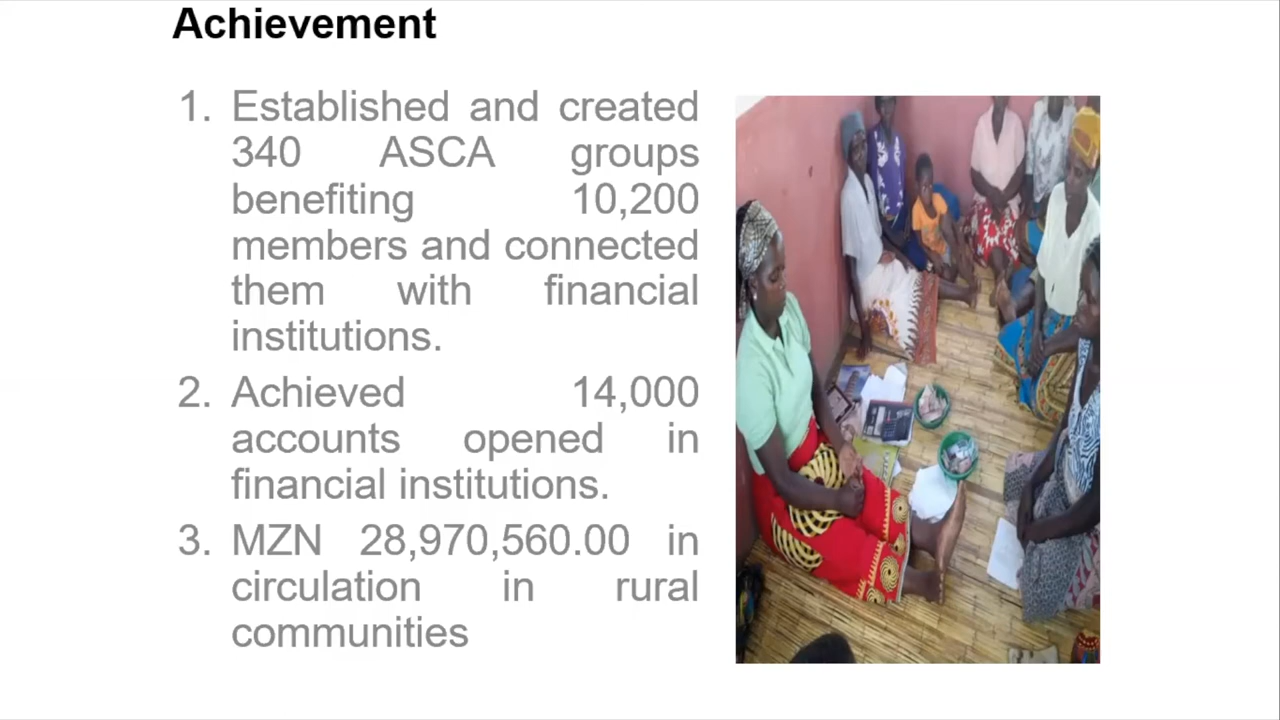 Achievement
1. Established and created
340 ASCA groups
benefiting 10,200
members and connected
them with financial
institutions.
2. Achieved 14,000
accounts opened in
financial institutions.
3. MZN 28,970,560.00 in
circulation in rural
communities